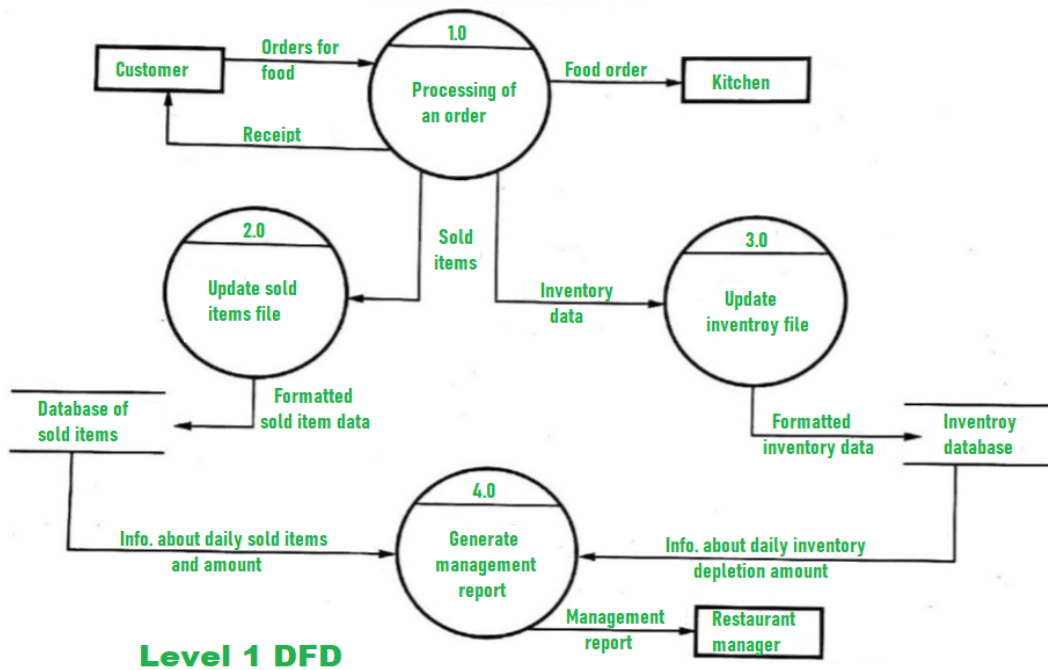 1.0
Customer
Orders for
food
Processing of
an order
Food order
Kitchen
Receipt
2.0
Update sold
items file
Sold
items
Inventory
data
3.0
Update
inventroy file
Database of
sold items
Formatted
sold item data
Formatted
inventory data
Inventroy
database
4.0
Generate
management
report
Info. about daily sold items
and amount
Info. about daily inventory
depletion amount
Management
report
Restaurant
manager
Level 1 DFD